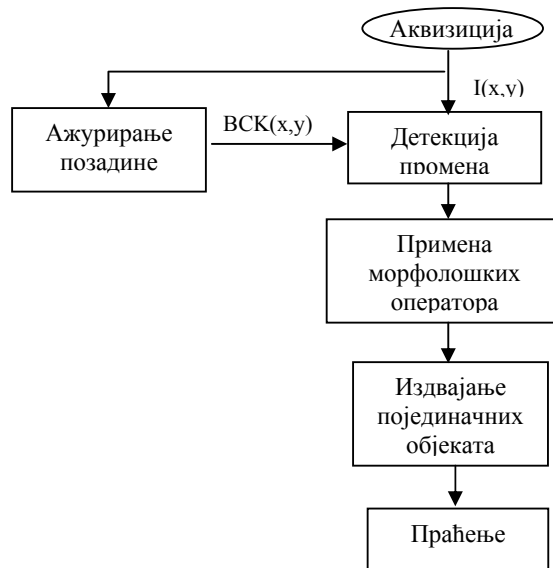 Аквизиција
I(x,y)
Ажурирање
позадине
BCK(x,y)
Детекција
промена
Примена
морфолошких
оператора
Издвајање
појединачних
објеката
Праћење